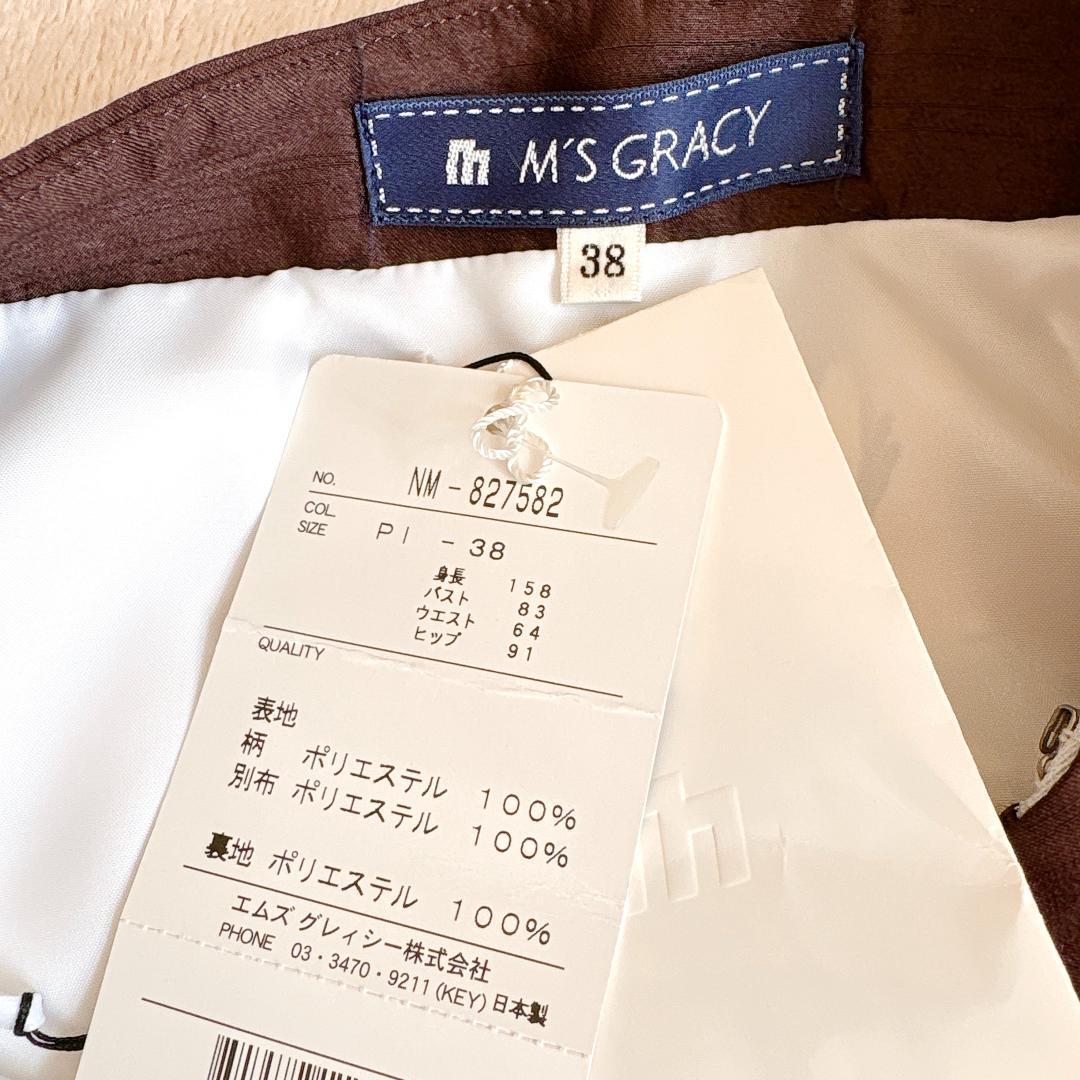 M'S GRACY
38
NO. NM-827582
COL. SIZE PI -38
身長 158
バスト 83
ウエスト 64
ヒップ 91
QUALITY
表地
柄 ポリエステル 100%
別布 ポリエステル 100%
裏地 ポリエステル 100%
エムズ グレィシー株式会社
PHONE 03・3470・9211 (KEY) 日本製